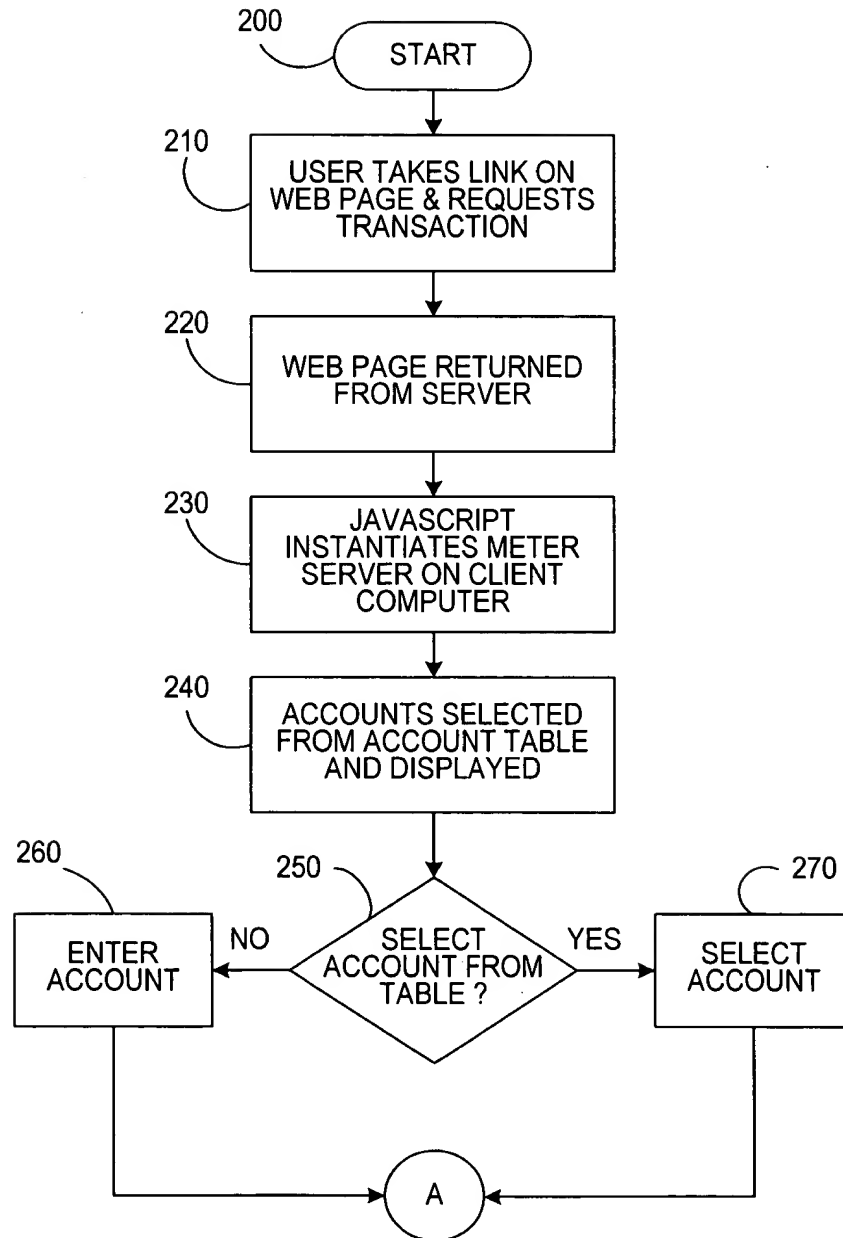 200
START
210
USER TAKES LINK ON
WEB PAGE & REQUESTS
TRANSACTION
220
WEB PAGE RETURNED
FROM SERVER
230
JAVASCRIPT
INSTANTIATES METER
SERVER ON CLIENT
COMPUTER
240
ACCOUNTS SELECTED
FROM ACCOUNT TABLE
AND DISPLAYED
260
250
270
ENTER
ACCOUNT
NO
SELECT
ACCOUNT FROM
TABLE ?
YES
SELECT
ACCOUNT
A